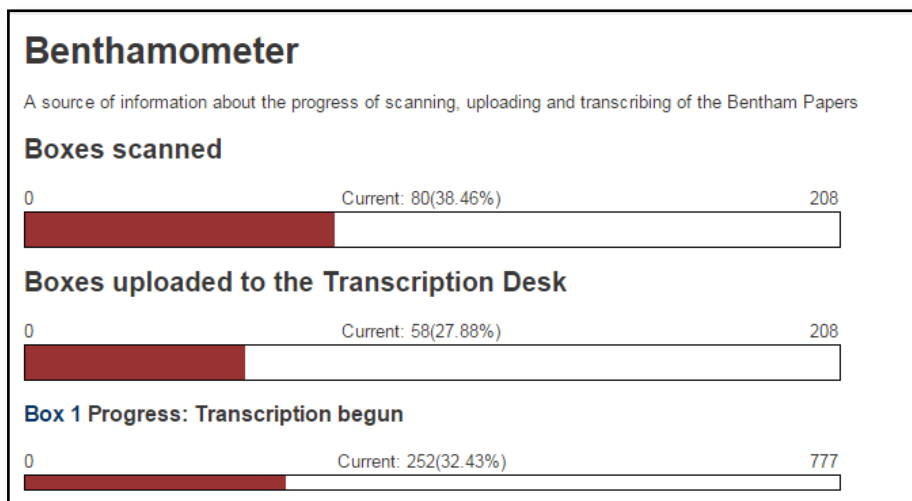 Benthamometer
A source of information about the progress of scanning, uploading and transcribing of the Bentham Papers
Boxes scanned
0 Current: 80(38.46%) 208
Boxes uploaded to the Transcription Desk
0 Current: 58(27.88%) 208
Box 1 Progress: Transcription begun
0 Current: 252(32.43%) 777